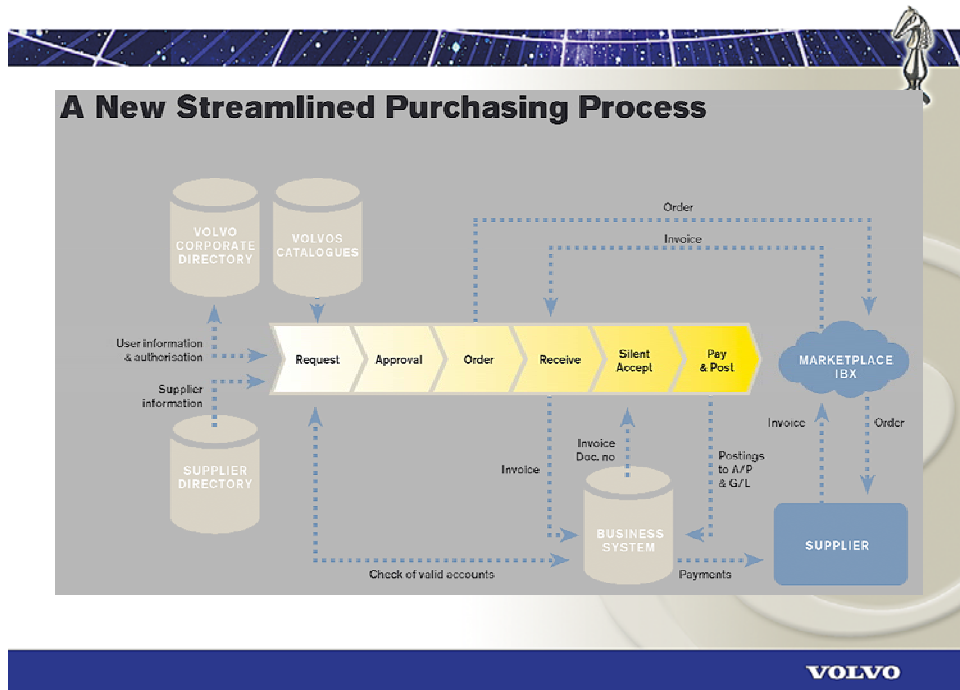 A New Streamlined Purchasing Process
VOLVO
CORPORATE
DIRECTORY
VOLVOS
CATALOGUES
Order
Invoice
User information
& authorisation
Supplier
information
Request
Approval
Order
Receive
Silent
Accept
Pay
& Post
MARKETPLACE
IBX
SUPPLIER
DIRECTORY
Invoice
Invoice
Doc. no
Postings
to A/P
& G/L
Invoice
Order
BUSINESS
SYSTEM
SUPPLIER
Check of valid accounts
Payments
VOLVO